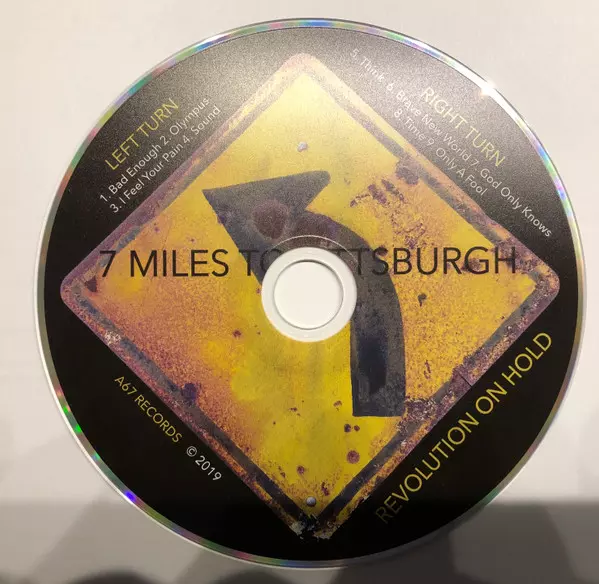 LEFT TURN
1. Bad Enough 2. Olympus
3. I Feel Your Pain 4. Sound
RIGHT TURN
5. Think 6. Brave New World 7. God Only Knows
8. Time 9. Only A Fool
7 MILES TO PITTSBURGH
REVOLUTION ON HOLD
A67 RECORDS © 2019